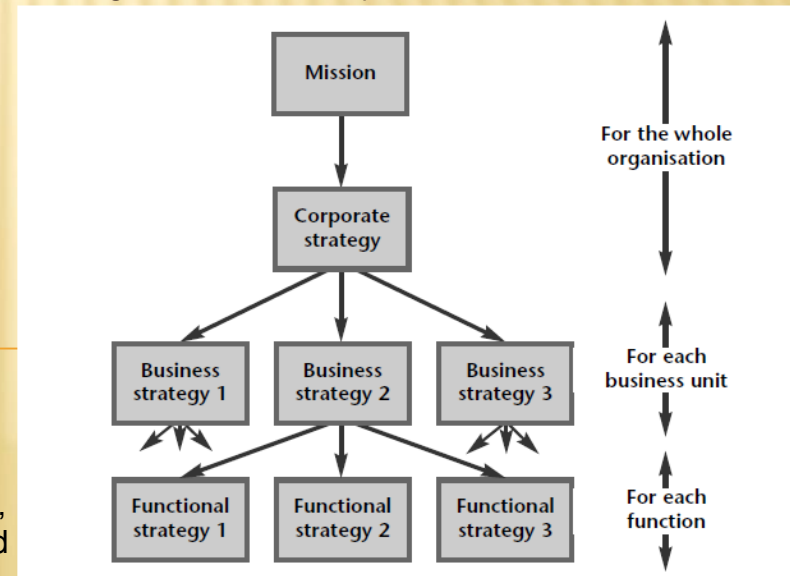 Mission
For the whole
organisation
Corporate
strategy
Business
strategy 1
Business
strategy 2
Business
strategy 3
For each
business unit
Functional
strategy 1
Functional
strategy 2
Functional
strategy 3
For each
function